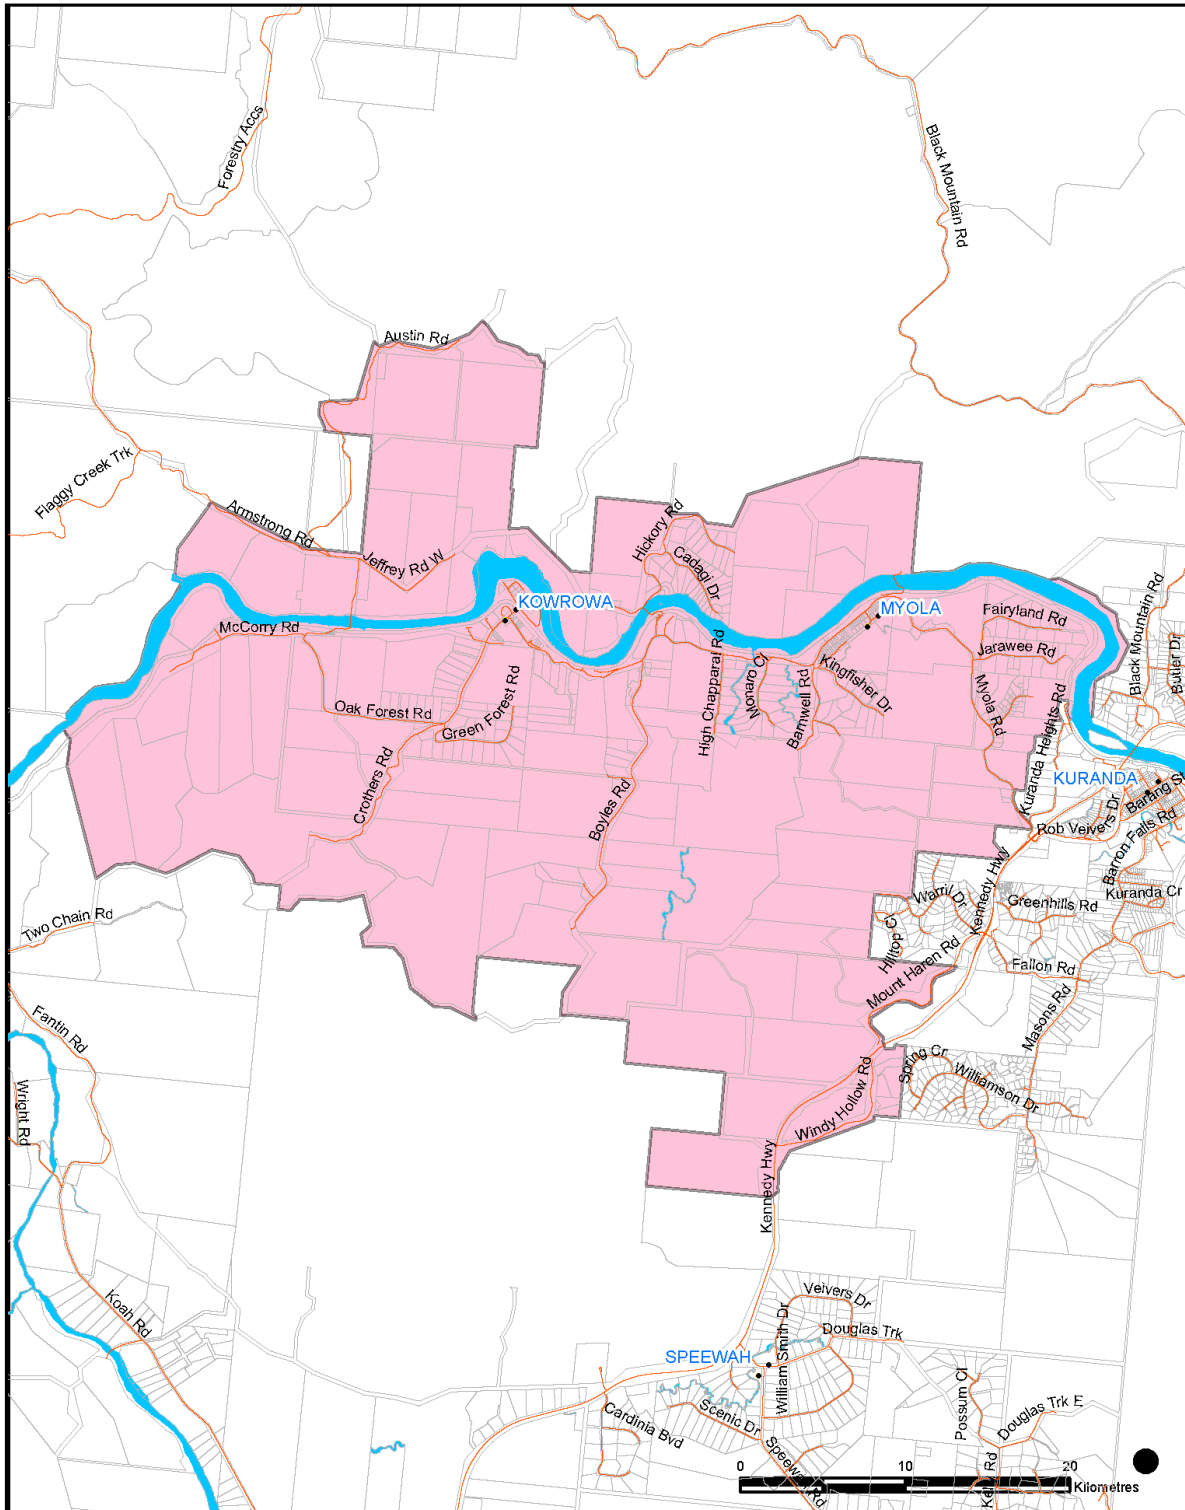 Forestry Accs
Black Mountain Rd
Austin Rd
Flaggy Creek Trk
Armstrong Rd
Hickory Rd
Jeffrey Rd W
Cadagi Dr
KOWROWA
MYOLA
Fairyland Rd
Black Mountain Rd
McCorry Rd
Jarawee Rd
Butler Dr
Kingfisher Dr
Monaro Cl
Myola Rd
High Chapparal Rd
Barnwell Rd
Oak Forest Rd
Green Forest Rd
Kuranda Heights Rd
Crothers Rd
KURANDA
Barang St
Boyles Rd
Rob Veivers Dr
Barron Falls Rd
Kennedy Hwy
Warril Dr
Kuranda Cr
Greenhills Rd
Two Chain Rd
Hilltop Cl
Mount Haren Rd
Fallon Rd
Masons Rd
Fantin Rd
Spring Cr
Williamson Dr
Wright Rd
Windy Hollow Rd
Kennedy Hwy
Koah Rd
Veivers Dr
William Smith Dr
Douglas Trk
SPEEWAH
Possum Cl
Scenic Dr
Cardinia Bvd
Douglas Trk E
Speewah Rd
0 10 20
Kilometres